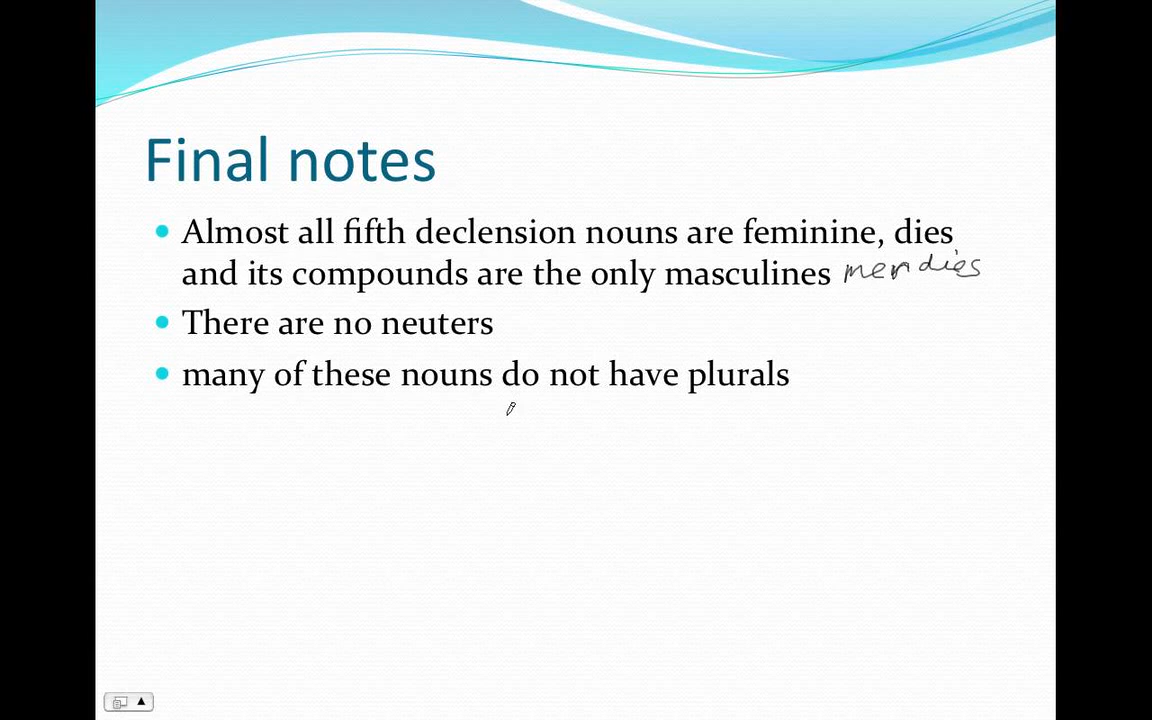 Final notes
Almost all fifth declension nouns are feminine, dies
and its compounds are the only masculines meridies
There are no neuters
many of these nouns do not have plurals